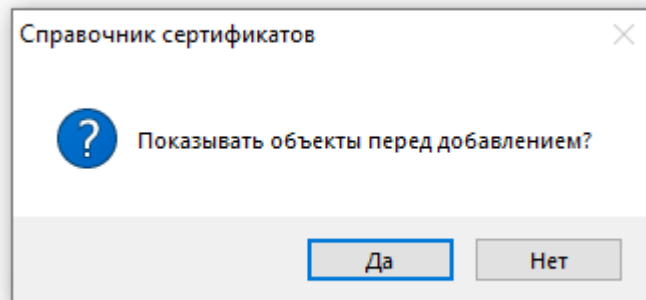 Справочник сертификатов
Показывать объекты перед добавлением?
Да
Нет